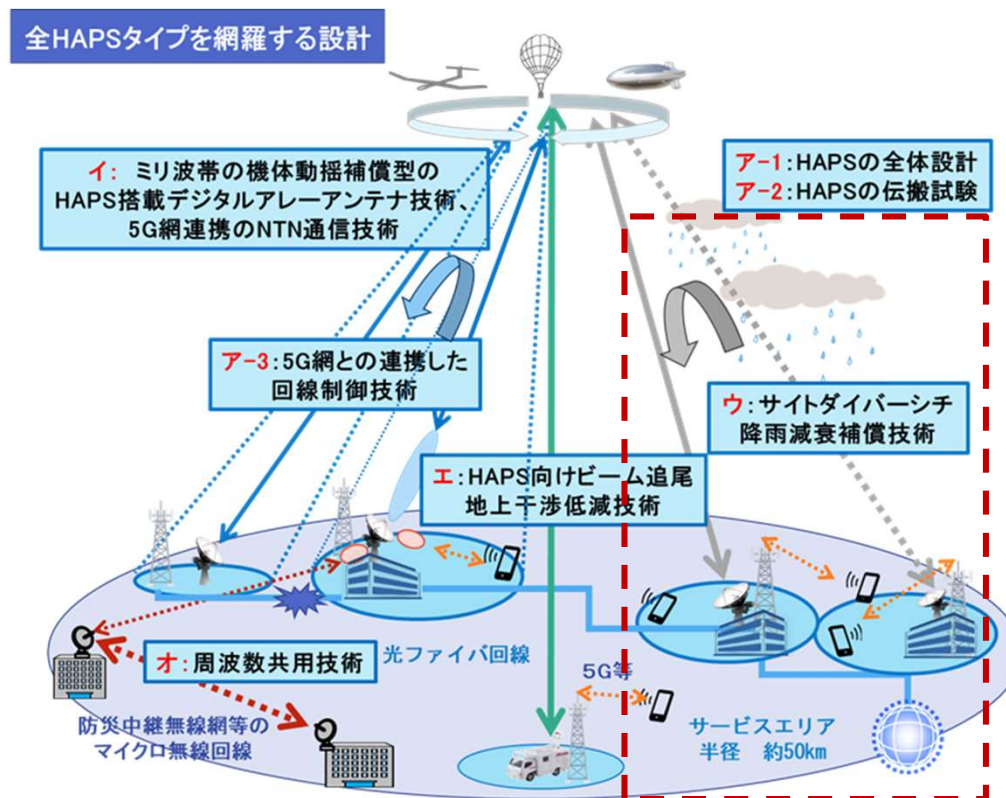 全HAPSタイプを網羅する設計
イ: ミリ波帯の機体動揺補償型の
HAPS搭載デジタルアレーアンテナ技術、
5G網連携のNTN通信技術
ア-1:HAPSの全体設計
ア-2:HAPSの伝搬試験
ア-3:5G網との連携した
回線制御技術
ウ:サイトダイバーシチ
降雨減衰補償技術
エ:HAPS向けビーム追尾
地上干渉低減技術
オ:周波数共用技術
光ファイバ回線
5G等
防災中継無線網等の
マイクロ無線回線
サービスエリア
半径 約50km